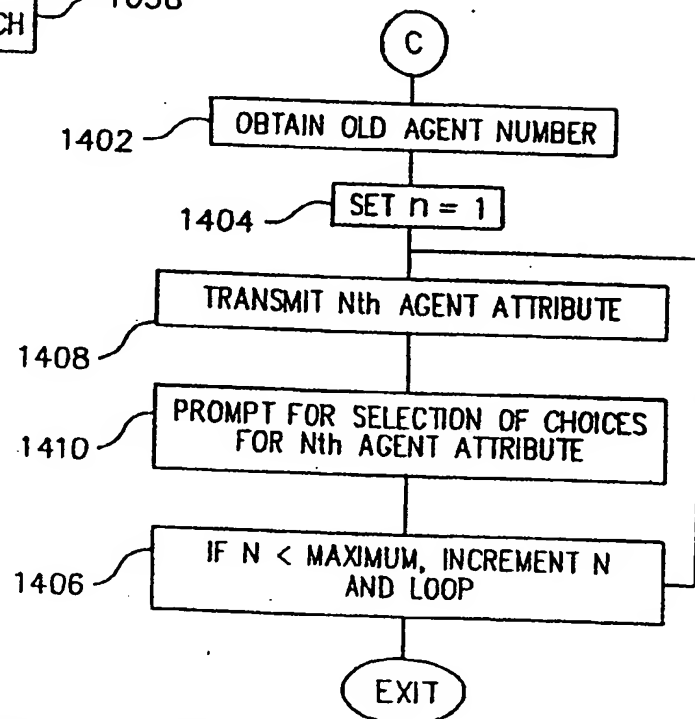 CH
C
1402
OBTAIN OLD AGENT NUMBER
1404
SET n = 1
TRANSMIT Nth AGENT ATTRIBUTE
1408
PROMPT FOR SELECTION OF CHOICES
FOR Nth AGENT ATTRIBUTE
1410
IF N < MAXIMUM, INCREMENT N
AND LOOP
1406
EXIT